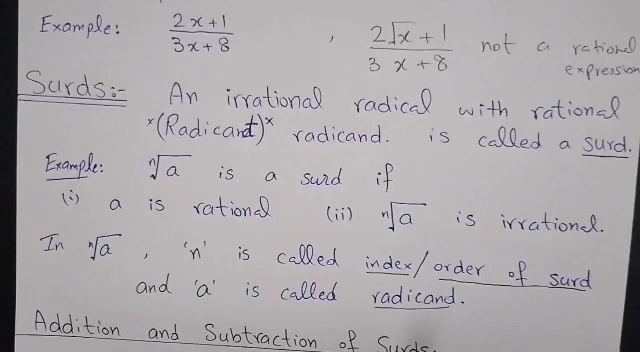 Example: 2x+1/3x+8 , 2√x+1/3x+8 not a rational expression
Surds:- An irrational radical with rational
×(Radicant)× radicand. is called a surd.
Example: ⁿ√a is a surd if
(i) a is rational (ii) ⁿ√a is irrational.
In ⁿ√a, 'n' is called index/order of surd
and 'a' is called radicand.
Addition and Subtraction of Surds.